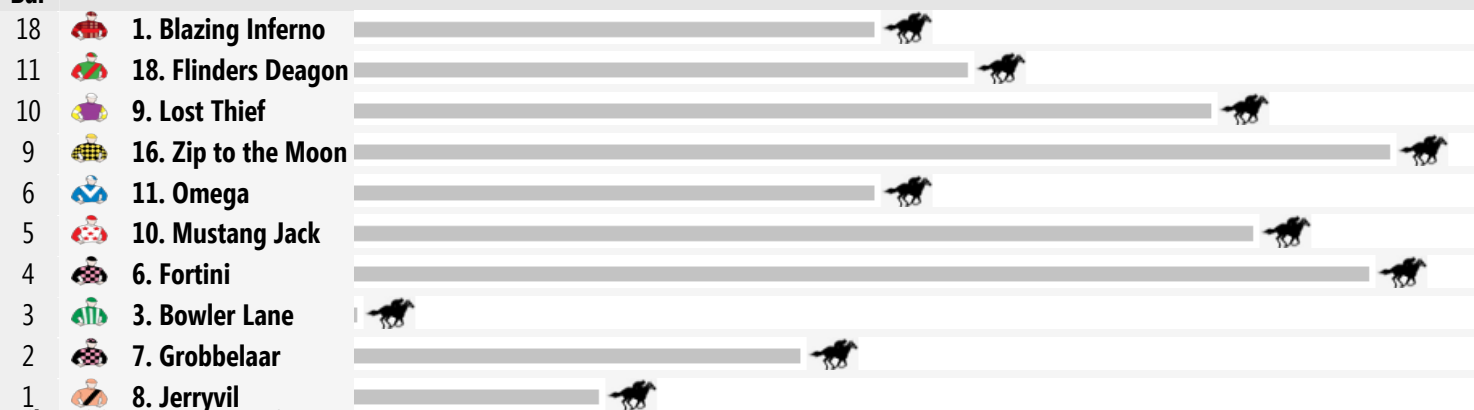 18 1. Blazing Inferno
11 18. Flinders Deagon
10 9. Lost Thief
9 16. Zip to the Moon
6 11. Omega
5 10. Mustang Jack
4 6. Fortini
3 3. Bowler Lane
2 7. Grobbelaar
1 8. Jerryvil